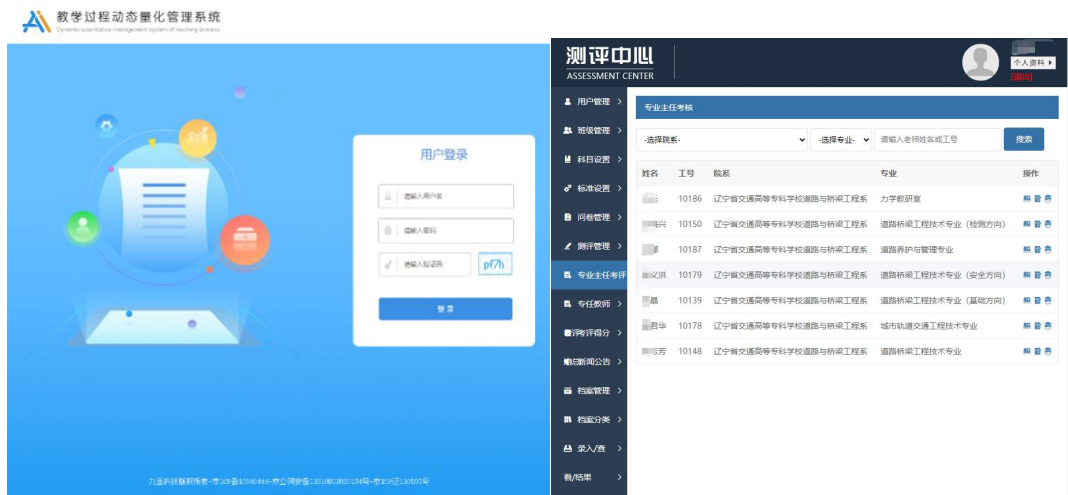 教学过程动态量化管理系统
Dynamic quantitative management system of teaching process
用户登录
请输入用户名
请输入密码
请输入验证码
pf7h
登录
测评中心
ASSESSMENT CENTER
个人资料
[退出]
用户管理
班级管理
科目设置
标准设置
问卷管理
测评管理
专业主任考评
专任教师
考评得分
新闻公告
档案管理
档案分类
录入/查
看/结果
专业主任考核
-选择院系-
-选择专业-
请输入老师姓名或工号
搜索
姓名 工号 院系 专业 操作
10186 辽宁省交通高等专科学校道路与桥梁工程系 力学教研室
兴 10150 辽宁省交通高等专科学校道路与桥梁工程系 道路桥梁工程技术专业（检测方向）
10187 辽宁省交通高等专科学校道路与桥梁工程系 道路养护与管理专业
洪 10179 辽宁省交通高等专科学校道路与桥梁工程系 道路桥梁工程技术专业（安全方向）
昌 10139 辽宁省交通高等专科学校道路与桥梁工程系 道路桥梁工程技术专业（基础方向）
君华 10178 辽宁省交通高等专科学校道路与桥梁工程系 城市轨道交通工程技术专业
芳 10148 辽宁省交通高等专科学校道路与桥梁工程系 道路桥梁工程技术专业